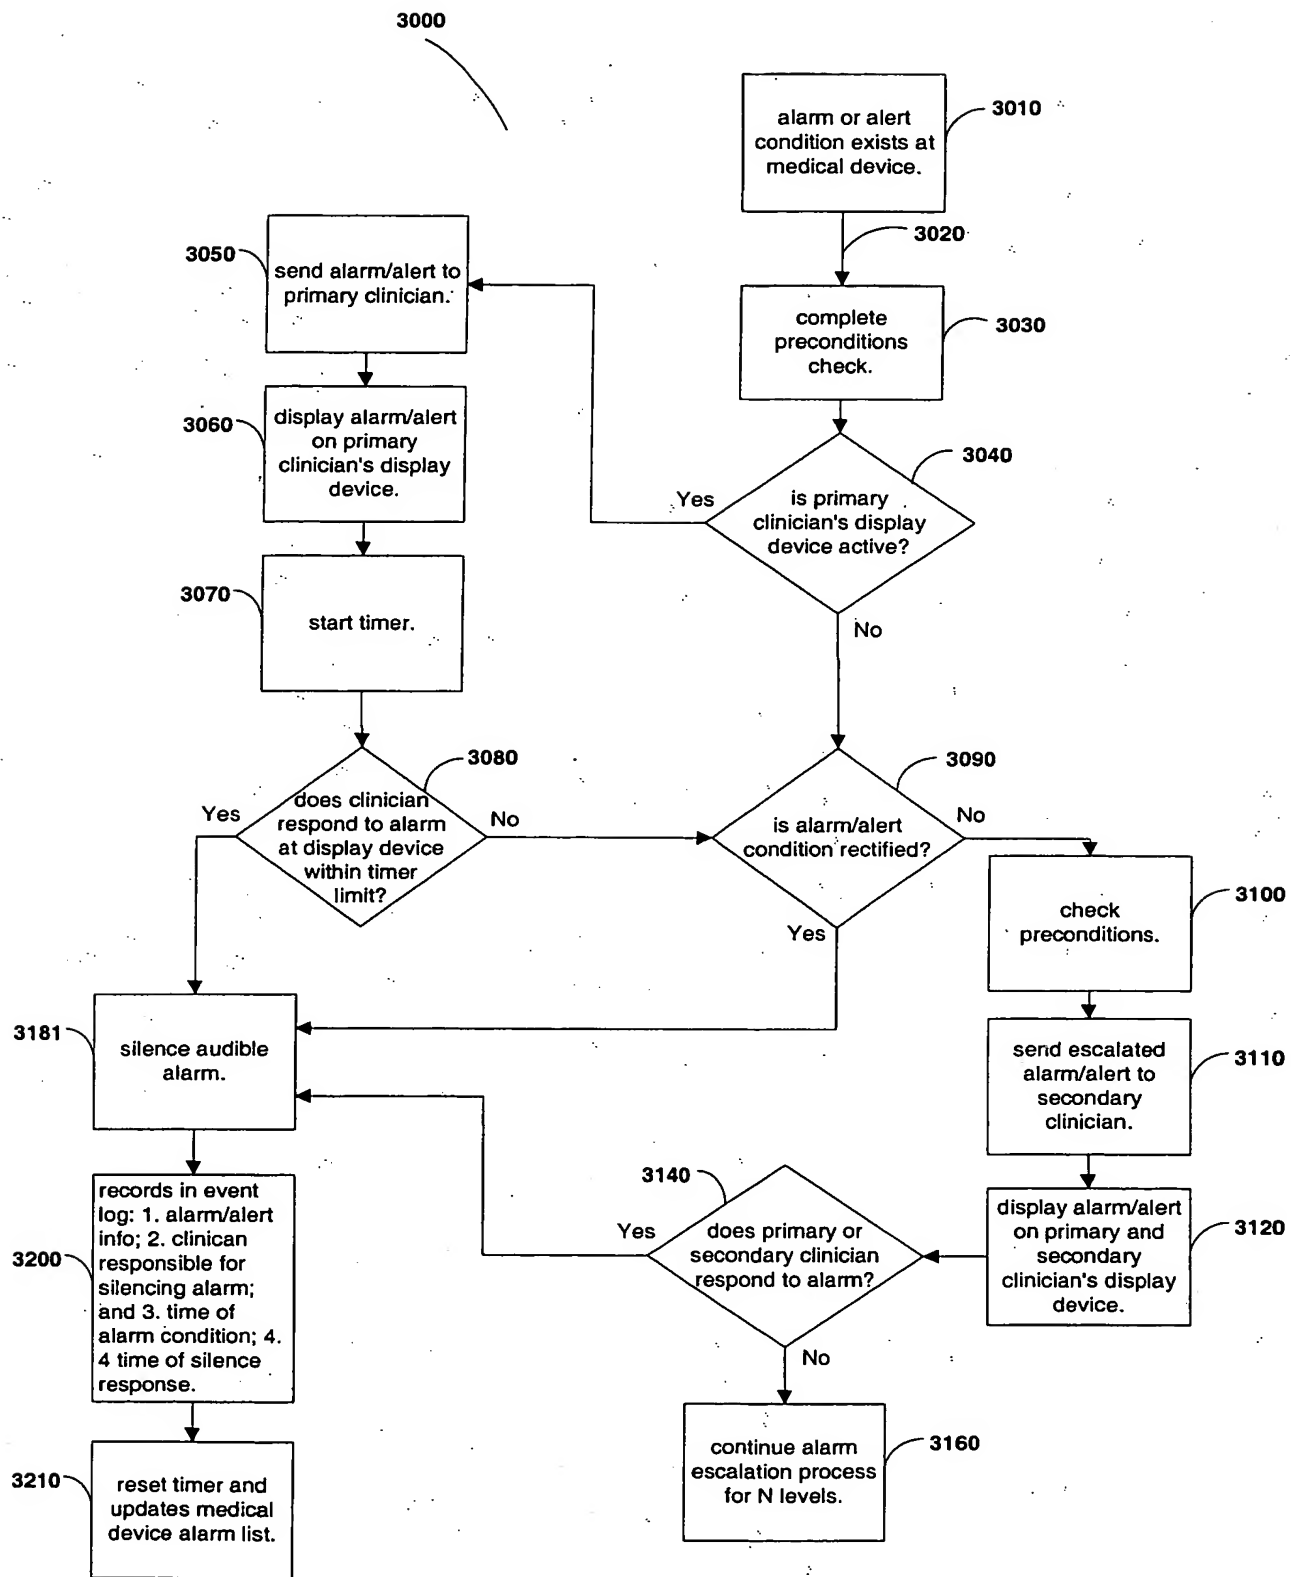 3000
alarm or alert
condition exists at
medical device.
3010
3020
3050
send alarm/alert to
primary clinician.
complete
preconditions
check.
3030
3060
display alarm/alert
on primary
clinician's display
device.
3040
Yes
is primary
clinician's display
device active?
No
3070
start timer.
3080
Yes
does clinician
respond to alarm
at display device
within timer
limit?
No
3090
is alarm/alert
condition rectified?
No
Yes
check
preconditions.
3100
3181
silence audible
alarm.
send escalated
alarm/alert to
secondary
clinician.
3110
3140
Yes
does primary or
secondary clinician
respond to alarm?
No
display alarm/alert
on primary and
secondary
clinician's display
device.
3120
3200
records in event
log: 1. alarm/alert
info; 2. clinican
responsible for
silencing alarm;
and 3. time of
alarm condition; 4.
4 time of silence
response.
continue alarm
escalation process
for N levels.
3160
3210
reset timer and
updates medical
device alarm list.